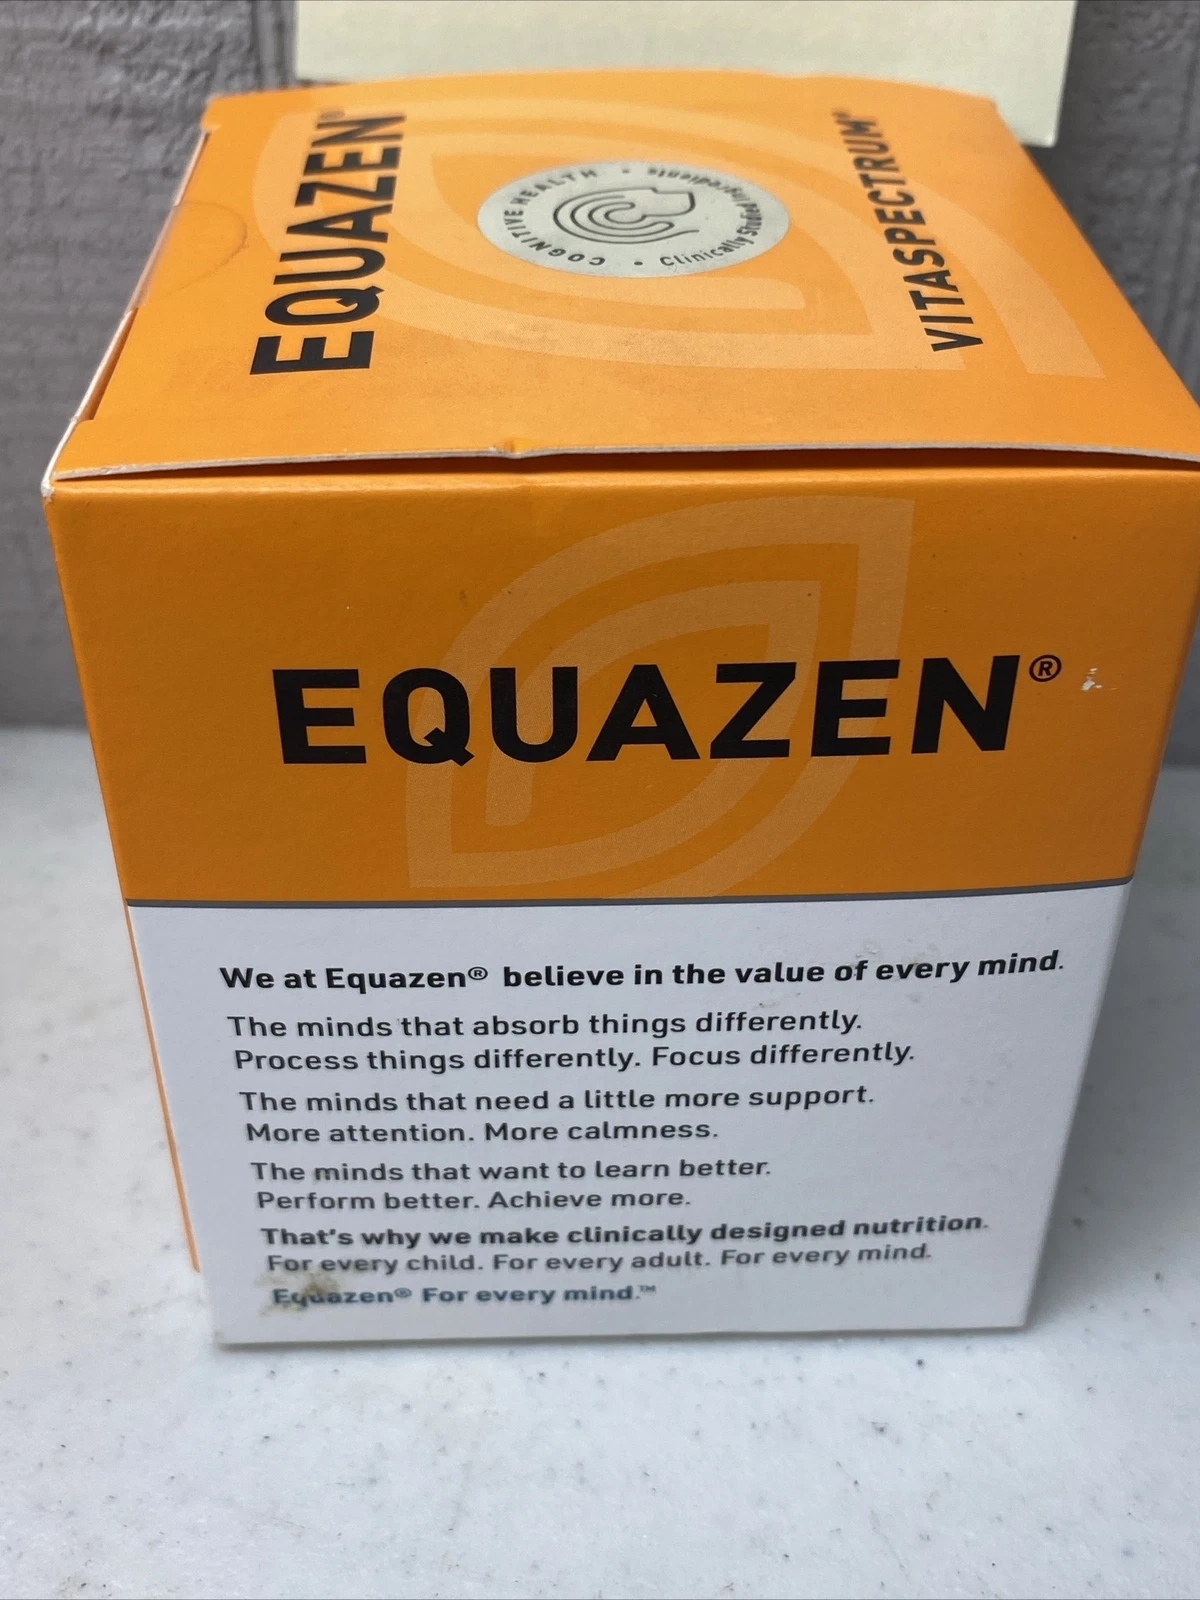 EQUAZEN®
COGNITIVE HEALTH • Clinically Studied Ingredients •
VITASPECTRUM®
EQUAZEN®
We at Equazen® believe in the value of every mind.
The minds that absorb things differently.
Process things differently. Focus differently.
The minds that need a little more support.
More attention. More calmness.
The minds that want to learn better.
Perform better. Achieve more.
That's why we make clinically designed nutrition.
For every child. For every adult. For every mind.
Equazen® For every mind.™